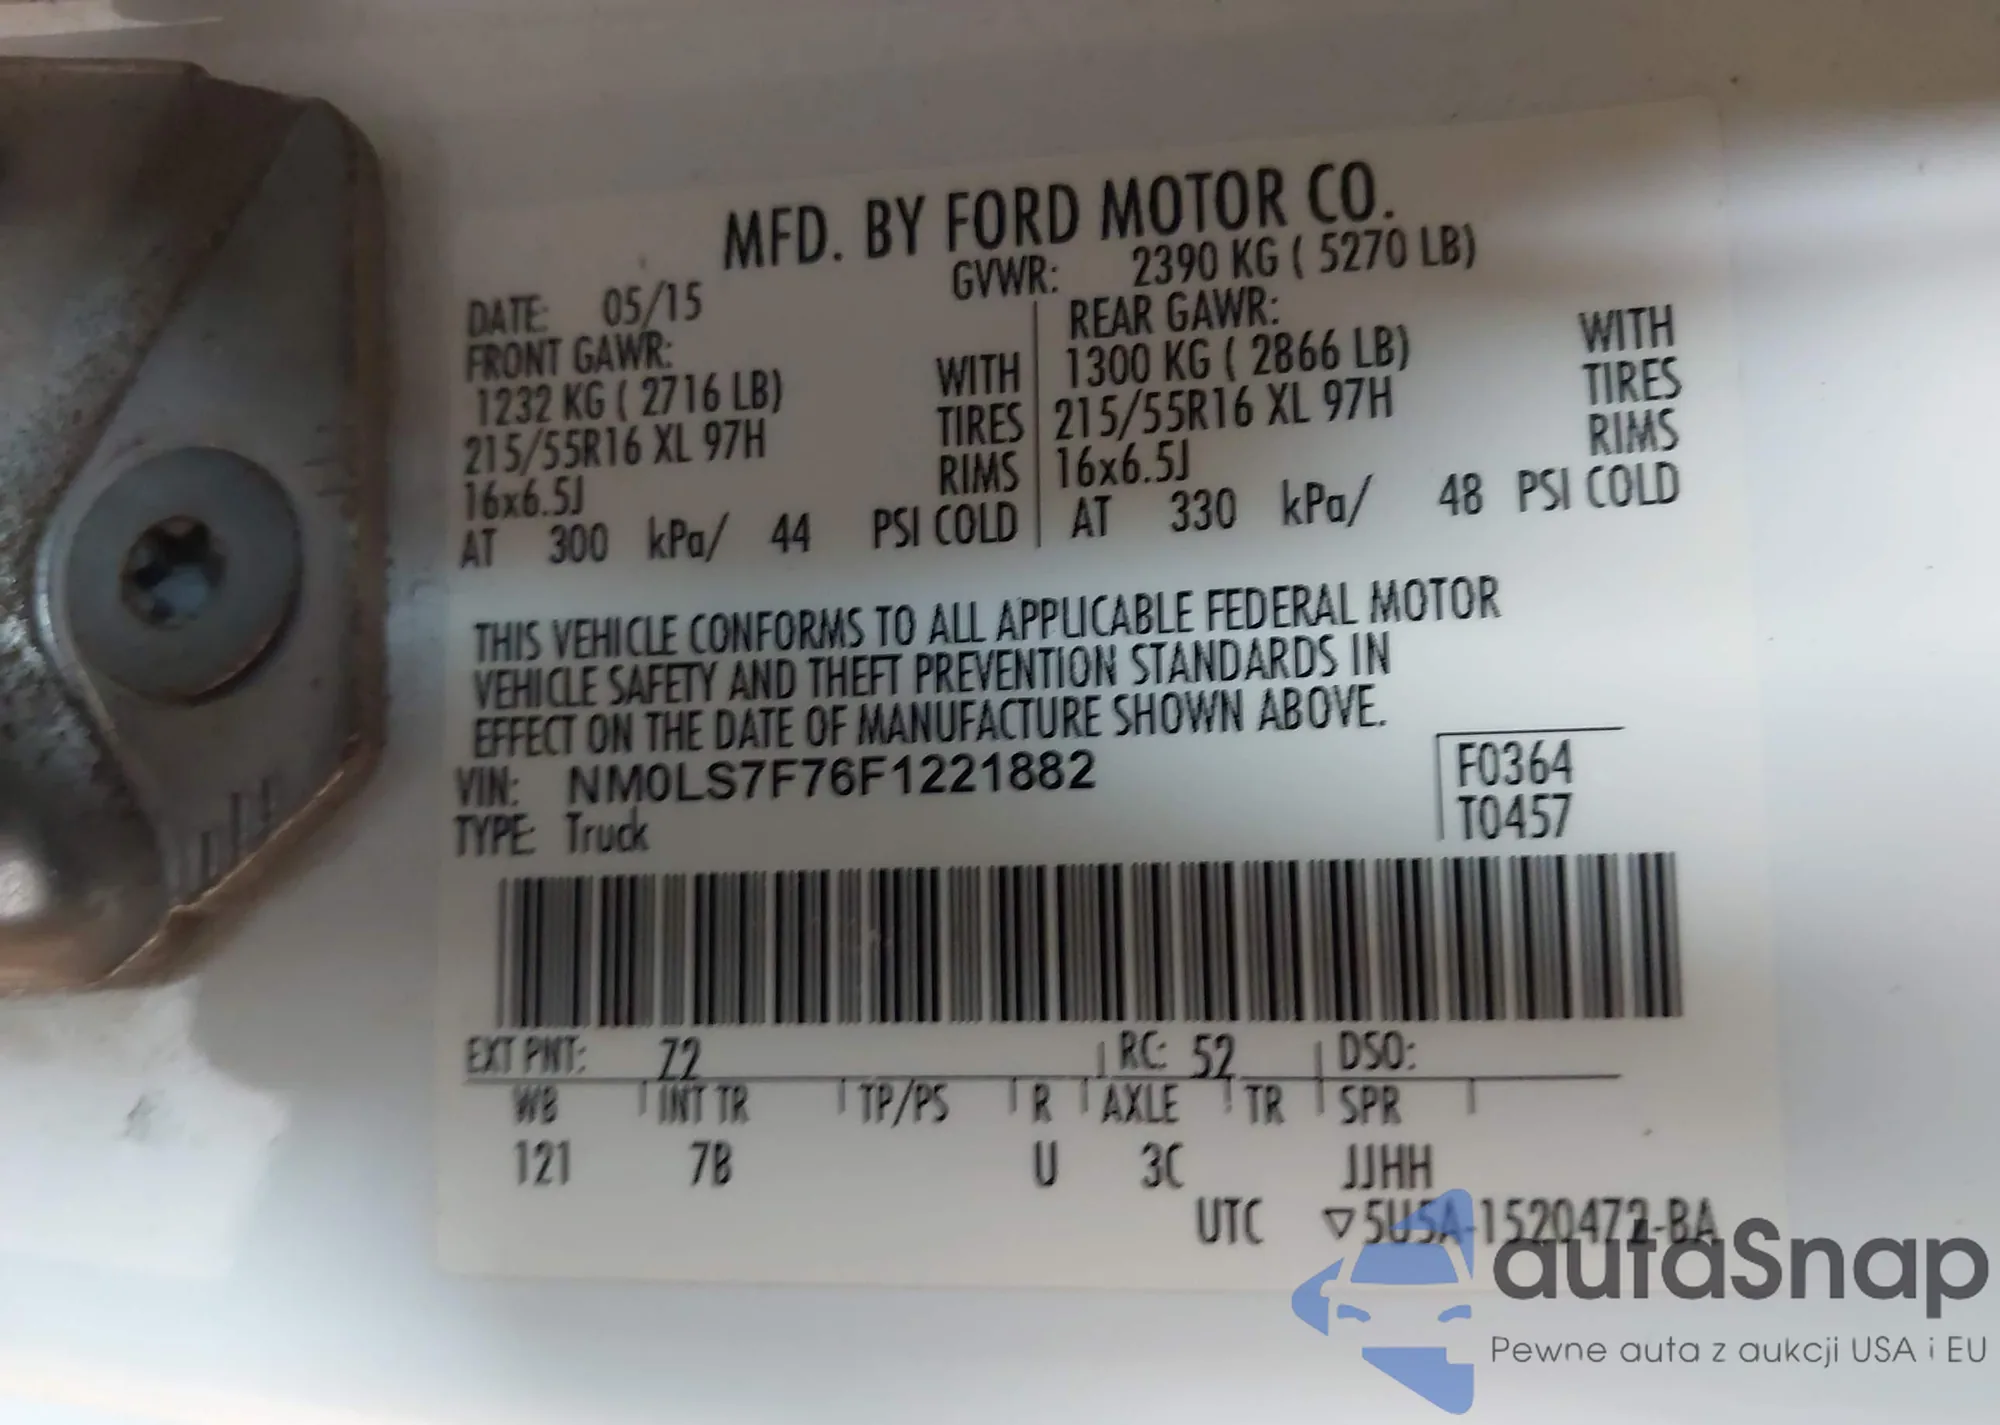 MFD. BY FORD MOTOR CO.
DATE: 05/15 GVWR: 2390 KG ( 5270 LB)
FRONT GAWR: REAR GAWR:
1232 KG ( 2716 LB) WITH 1300 KG ( 2866 LB) WITH
215/55R16 XL 97H TIRES 215/55R16 XL 97H TIRES
16x6.5J RIMS 16x6.5J RIMS
AT 300 kPa/ 44 PSI COLD AT 330 kPa/ 48 PSI COLD
THIS VEHICLE CONFORMS TO ALL APPLICABLE FEDERAL MOTOR
VEHICLE SAFETY AND THEFT PREVENTION STANDARDS IN
EFFECT ON THE DATE OF MANUFACTURE SHOWN ABOVE.
VIN: NM0LS7F76F1221882 F0364
TYPE: Truck T0457
EXT PNT: Z2 RC: 52 DSO:
WB INT TR TP/PS R AXLE TR SPR
121 7B U 3C JJHH
UTC ▽5U5A-1520472-BA
autaSnap
Pewne auta z aukcji USA i EU